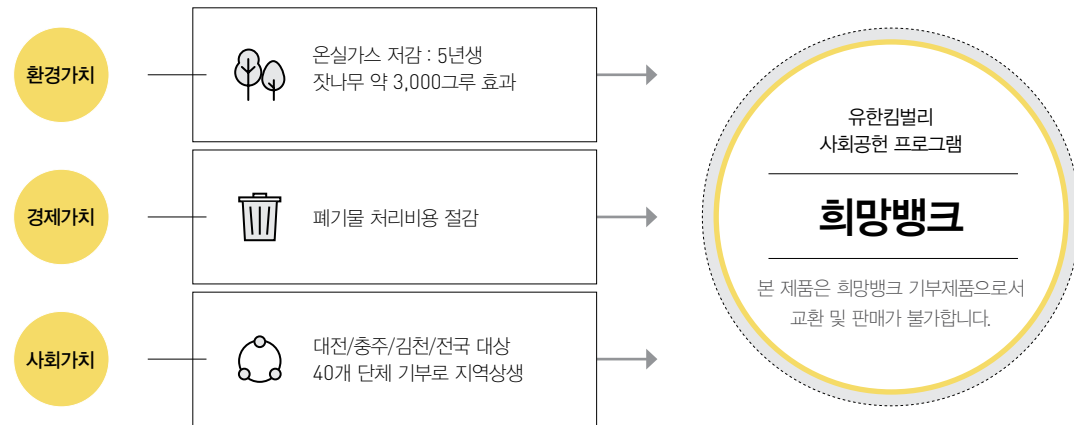 환경가치
온실가스 저감 : 5년생
잣나무 약 3,000그루 효과
경제가치
폐기물 처리비용 절감
사회가치
대전/충주/김천/전국 대상
40개 단체 기부로 지역상생
유한킴벌리
사회공헌 프로그램
희망뱅크
본 제품은 희망뱅크 기부제품으로서
교환 및 판매가 불가합니다.